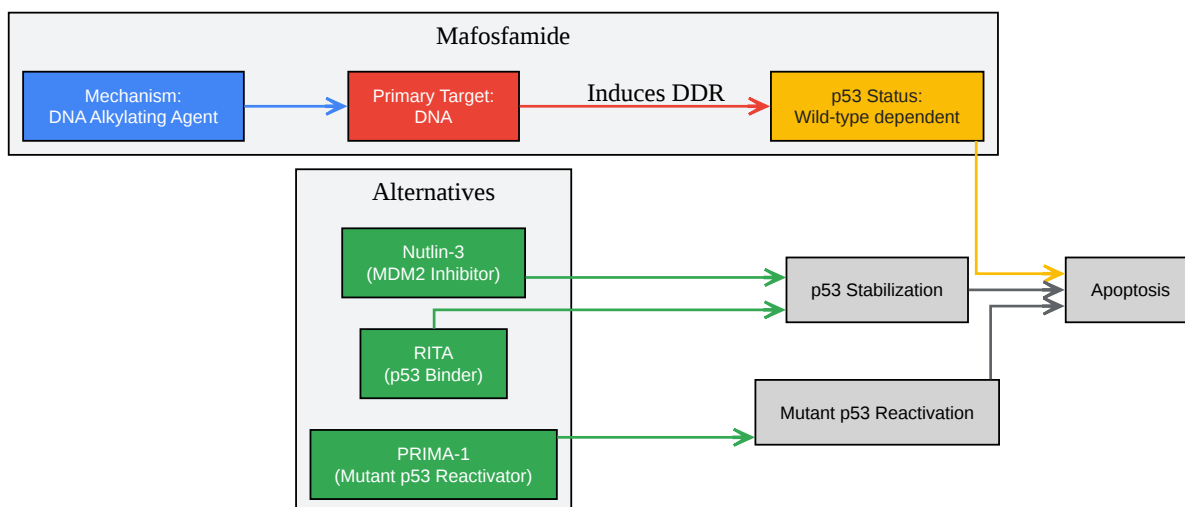 Mafosfamide
Mechanism:
DNA Alkylating Agent
Primary Target:
DNA
Induces DDR
p53 Status:
Wild-type dependent
Alternatives
Nutlin-3
(MDM2 Inhibitor)
p53 Stabilization
Apoptosis
RITA
(p53 Binder)
Mutant p53 Reactivation
PRIMA-1
(Mutant p53 Reactivator)